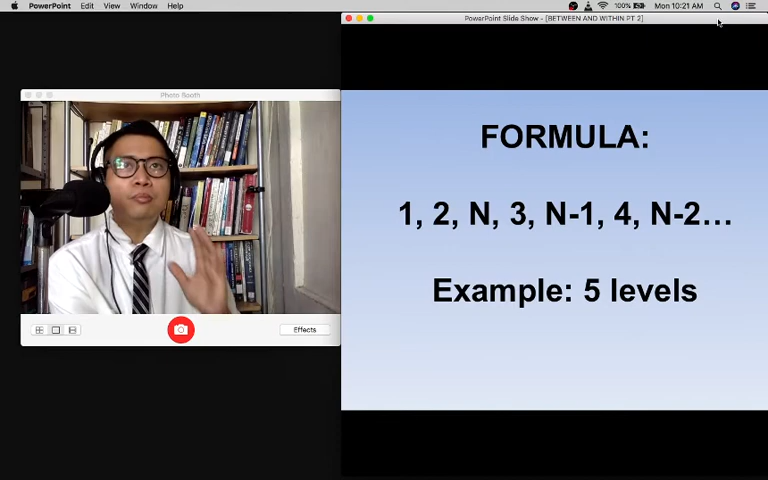 PowerPoint Edit View Window Help
100% Mon 10:21 AM
PowerPoint Slide Show - [BETWEEN AND WITHIN PT 2]
Photo Booth
FORMULA:
1, 2, N, 3, N-1, 4, N-2…
Example: 5 levels
Effects